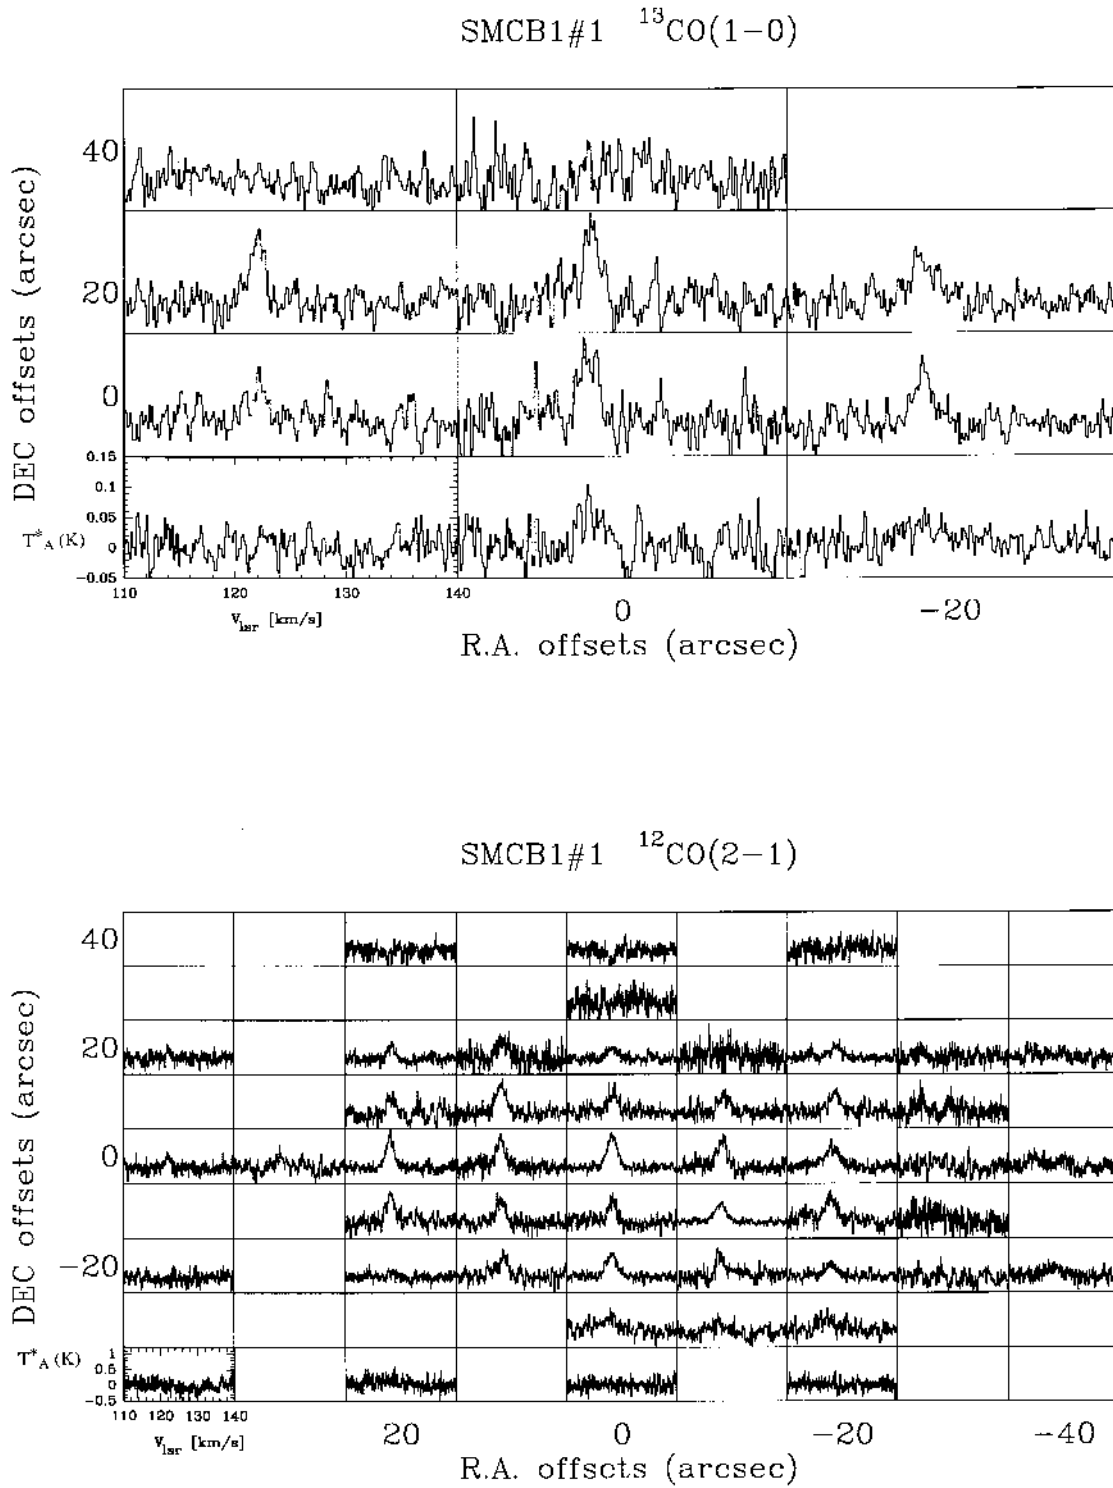 SMCB1#1 ¹³CO(1−0)
DEC offsets (arcsec)
40
20
0
0.15
0.1
0.05
0
−0.05
T*A(K)
110 120 130 140
Vlsr [km/s]
0 −20
R.A. offsets (arcsec)
SMCB1#1 ¹²CO(2−1)
DEC offsets (arcsec)
40
20
0
−20
T*A(K)
1
0.5
0
−0.5
110 120 130 140
Vlsr [km/s]
20 0 −20 −40
R.A. offsets (arcsec)